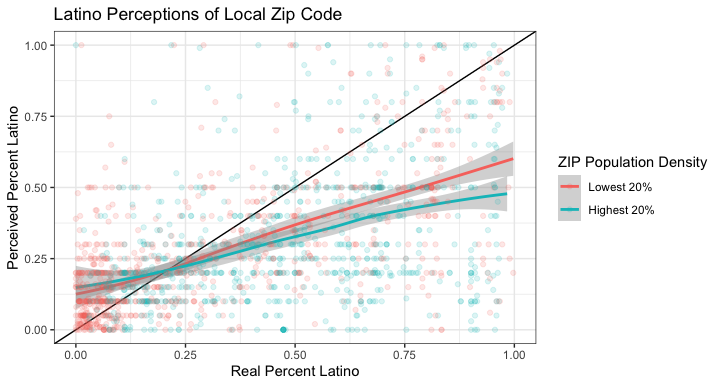 Latino Perceptions of Local Zip Code
1.00
0.75
0.50
0.25
0.00
Perceived Percent Latino
0.00 0.25 0.50 0.75 1.00
Real Percent Latino
ZIP Population Density
Lowest 20%
Highest 20%